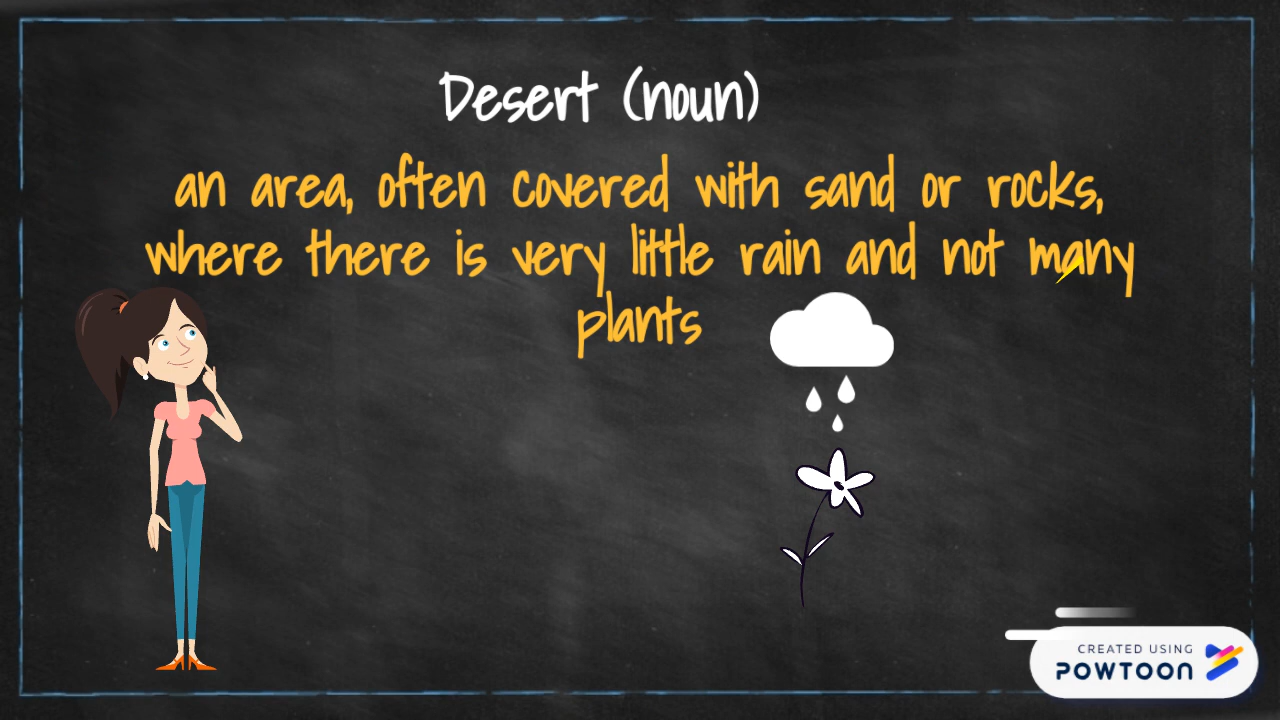 Desert (noun)
an area, often covered with sand or rocks,
where there is very little rain and not many
plants
CREATED USING
POWTOON